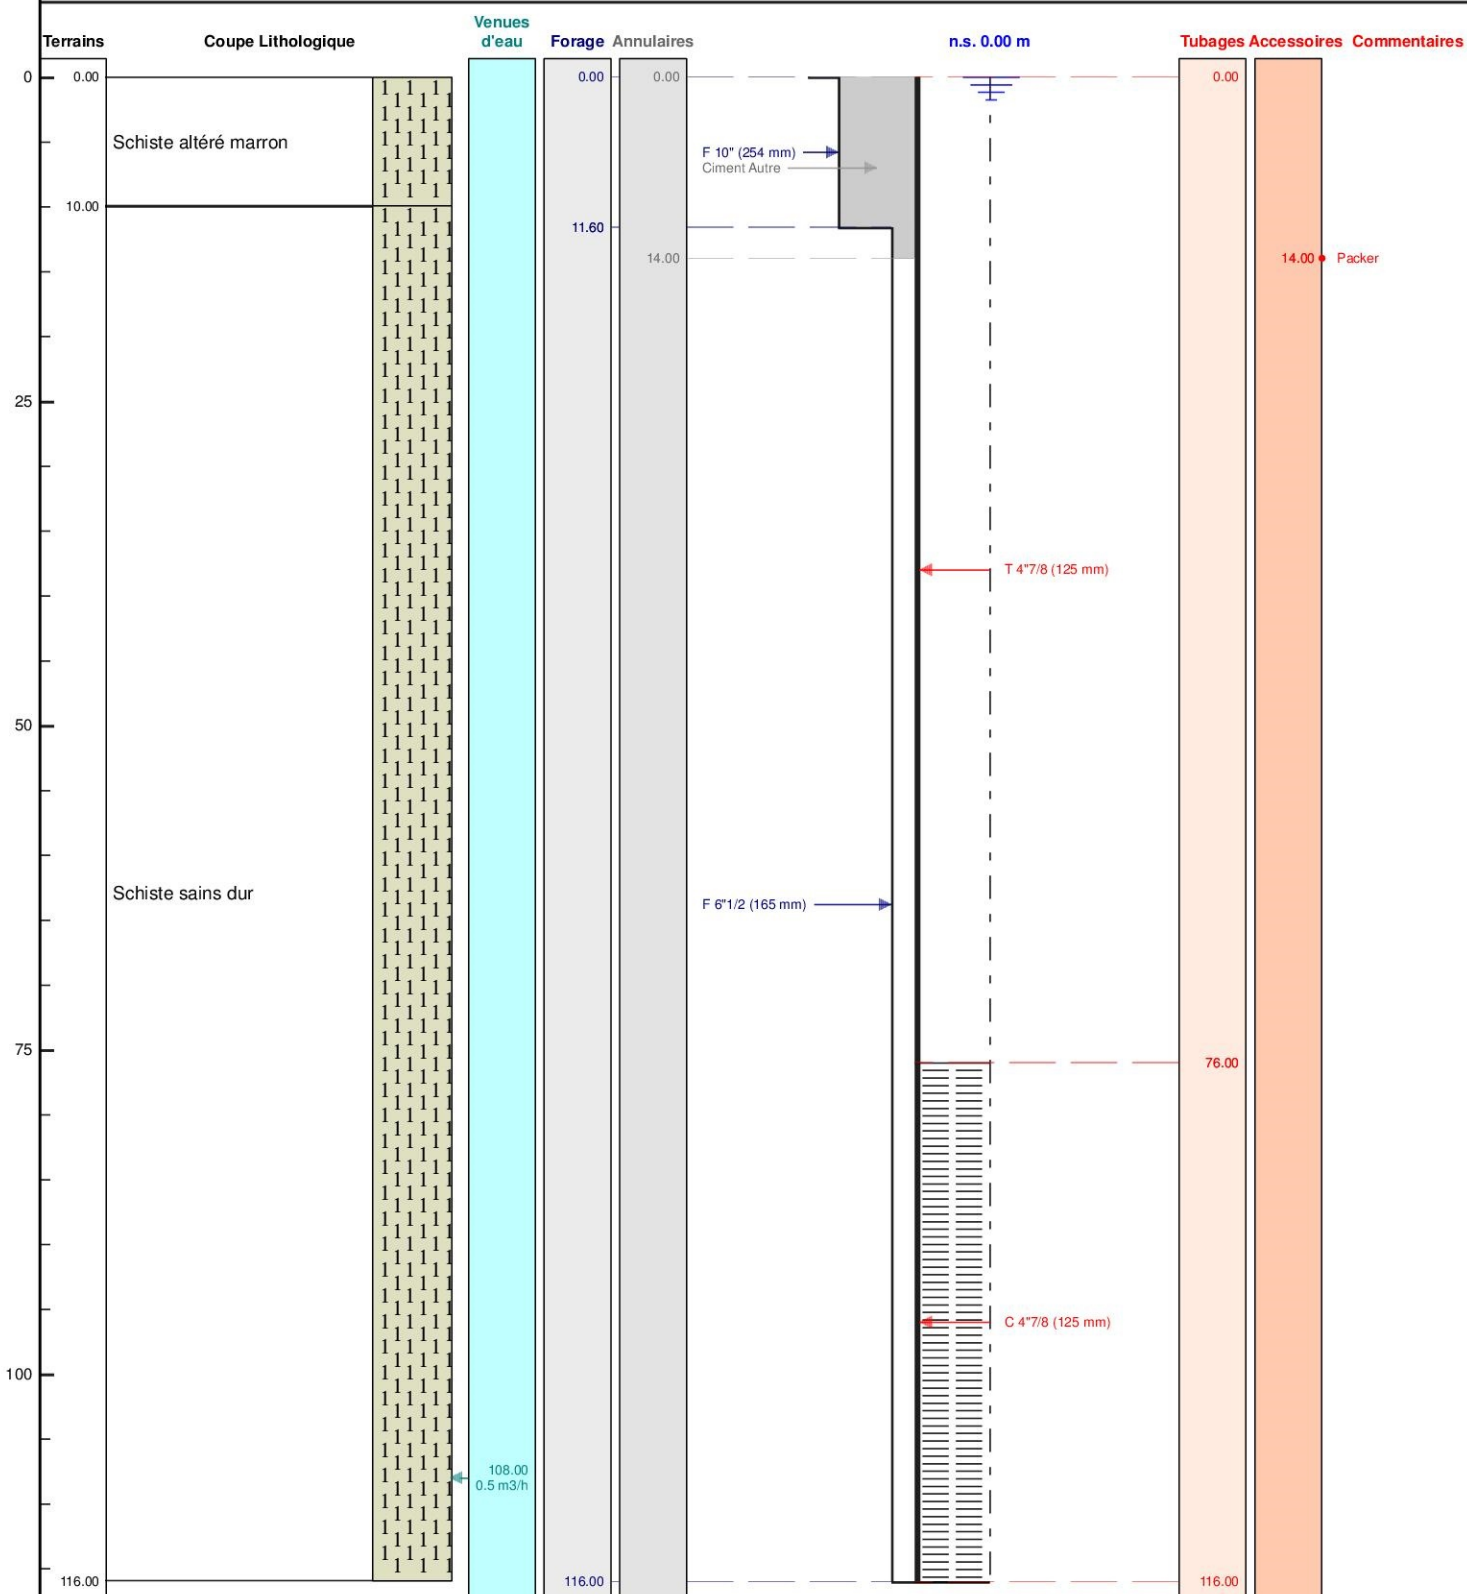 Venues
Terrains Coupe Lithologique d'eau Forage Annulaires n.s. 0.00 m Tubages Accessoires Commentaires
0 0.00 0.00 0.00 0.00
Schiste altéré marron
F 10" (254 mm)
Ciment Autre
10.00
11.60
14.00 14.00 Packer
25
T 4"7/8 (125 mm)
50
Schiste sains dur
F 6"1/2 (165 mm)
75
76.00
C 4"7/8 (125 mm)
100
108.00
0.5 m3/h
116.00 116.00 116.00